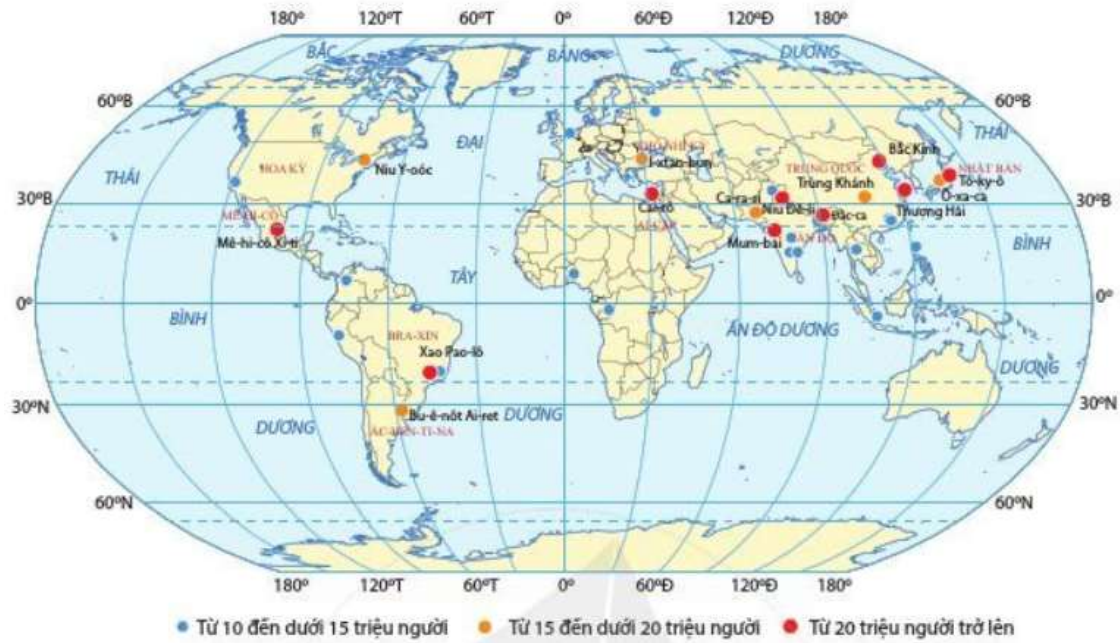 180° 120°T 60°T 0° 60°Đ 120°Đ 180°
BẮC BĂNG DƯƠNG
60°B 60°B
ĐẠI
THÁI
THÁI
Bắc Kinh
HOA KỲ
Niu Y-oóc
I-xtan-bun
TRUNG QUỐC
NHẬT BẢN
Trùng Khánh
Tô-ky-ô
Ô-xa-ca
30°B 30°B
Ca-ra-si
Niu Đê-li
Cai-rô
AI CẬP
Thượng Hải
Đắc-ca
MÊ-HI-CÔ
Mê-hi-cô Xi-ti
Mum-bai
ẤN ĐỘ
BÌNH
TÂY
0° 0°
BÌNH
ẤN ĐỘ DƯƠNG
BRA-XIN
Xao Pao-lô
DƯƠNG
30°N 30°N
Bu-ê-nôt Ai-ret
DƯƠNG
DƯƠNG
AC-HEN-TI-NA
60°N 60°N
180° 120°T 60°T 0° 60°Đ 120°Đ 180°
Từ 10 đến dưới 15 triệu người Từ 15 đến dưới 20 triệu người Từ 20 triệu người trở lên